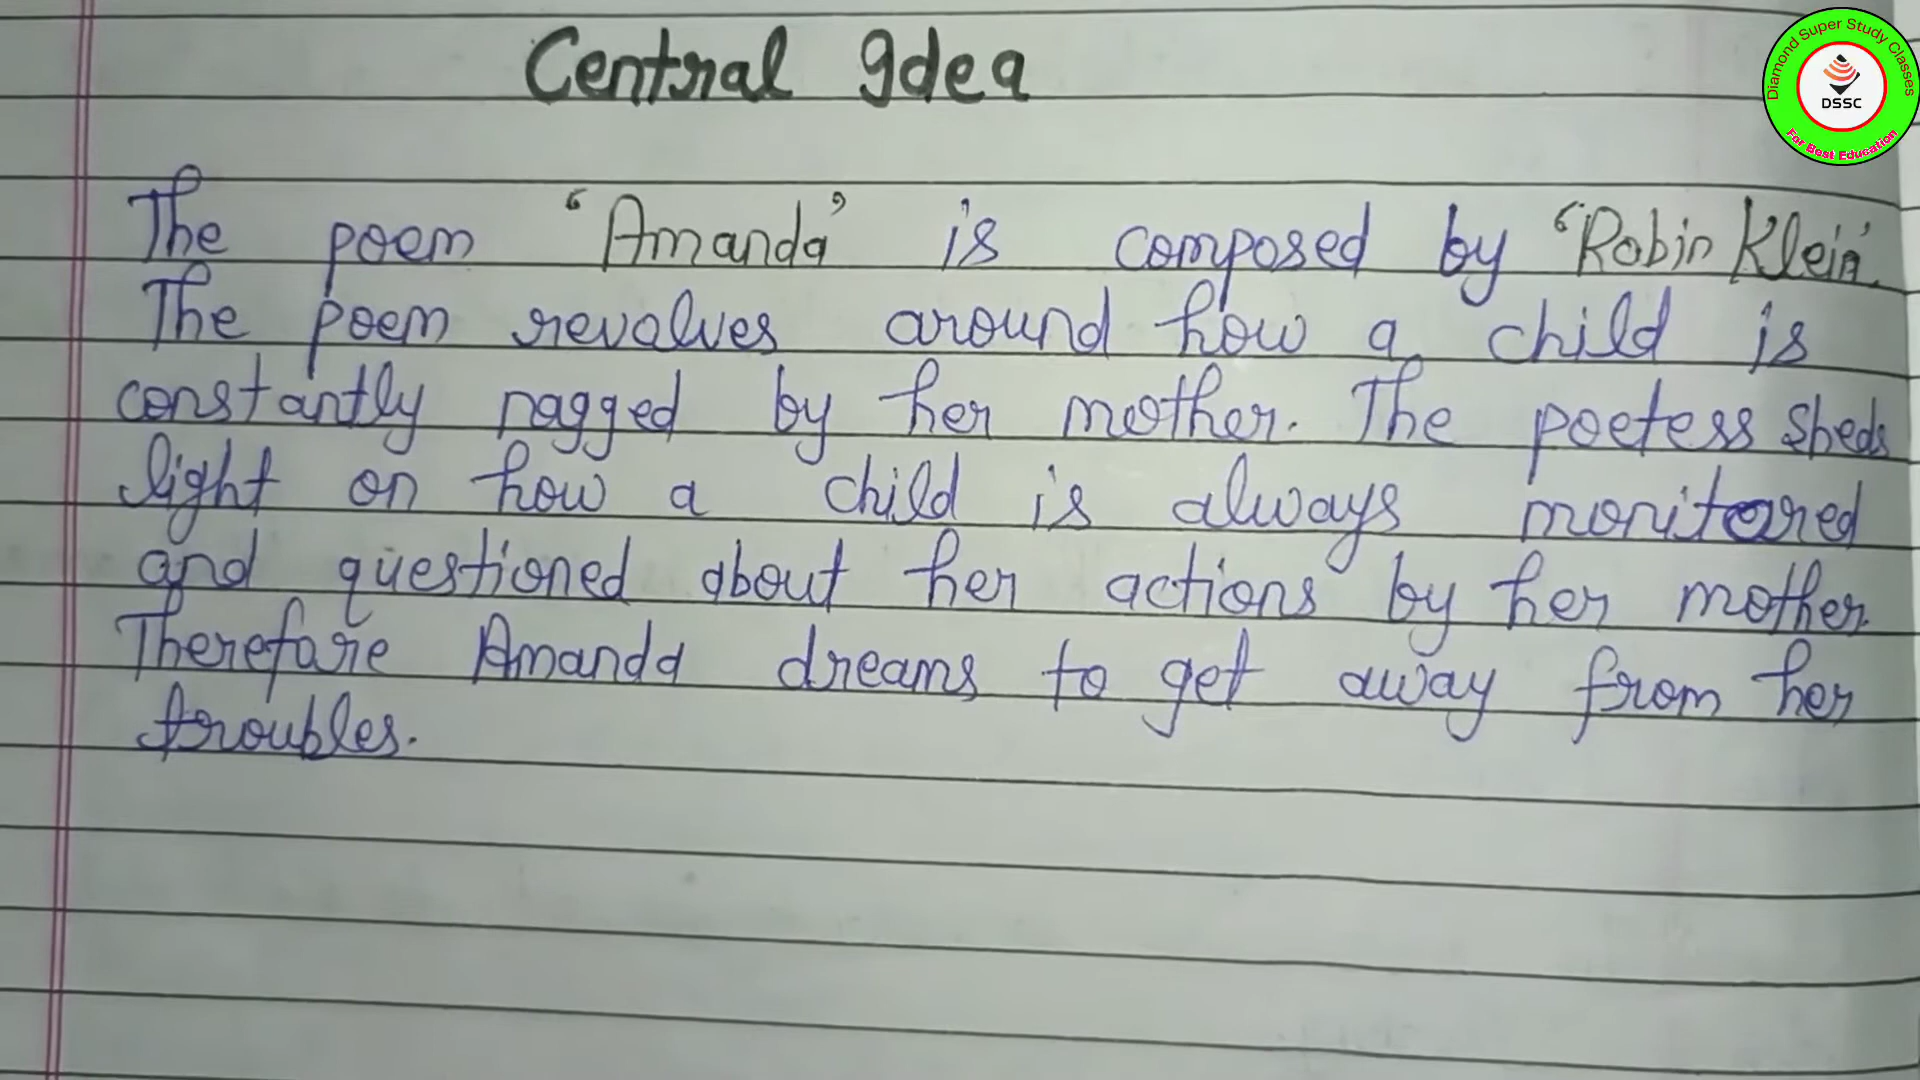 Central Idea
The poem 'Amanda' is composed by 'Robin Klein'.
The poem revolves around how a child is
constantly nagged by her mother. The poetess sheds
light on how a child is always monitored
and questioned about her actions by her mother.
Therefore Amanda dreams to get away from her
troubles.
Diamond Super Study Classes
DSSC
For Best Education